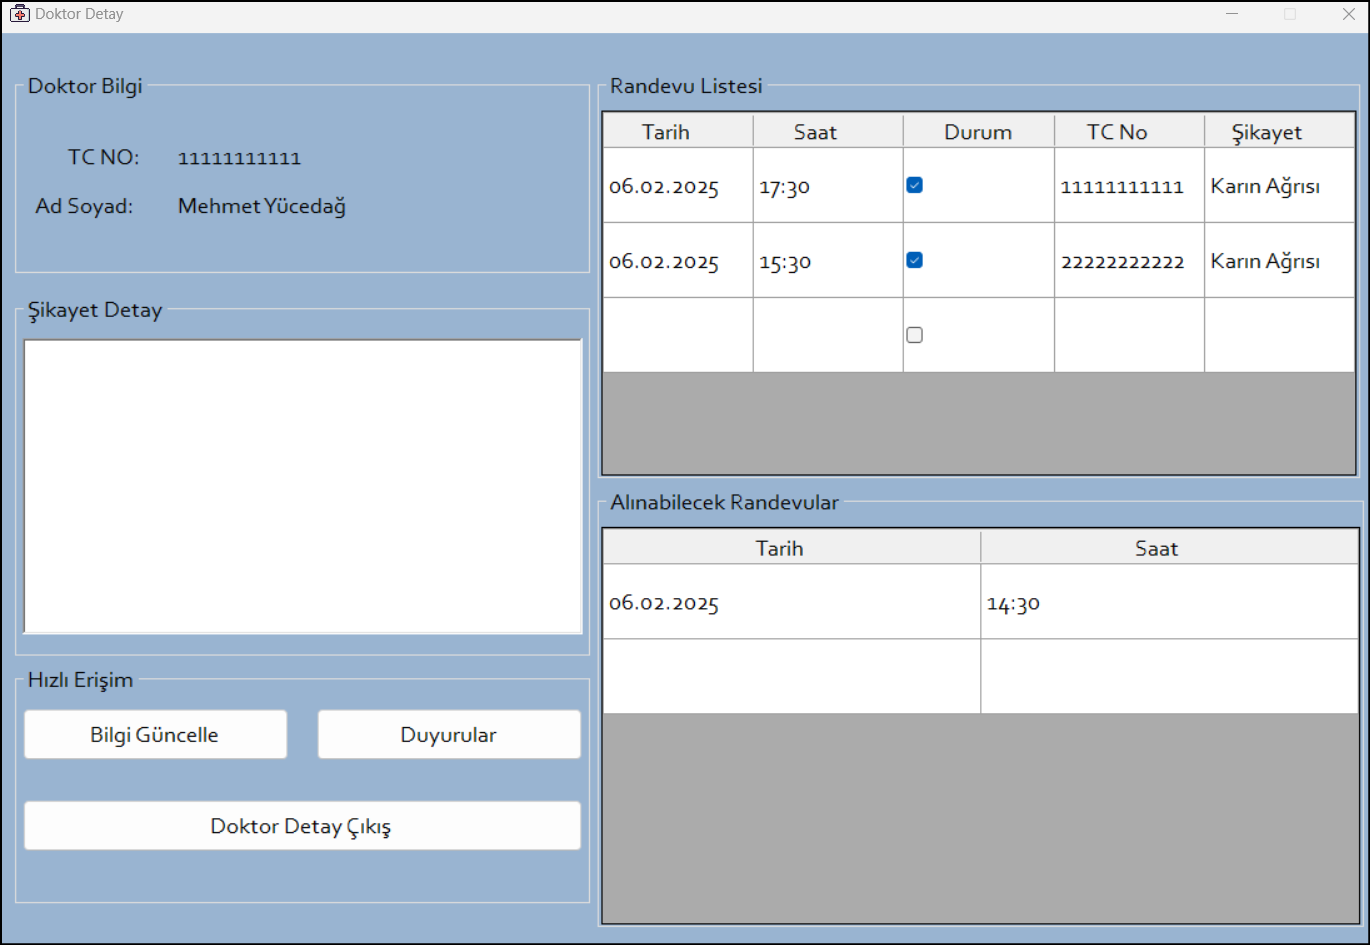 Doktor Detay
Doktor Bilgi
TC NO: 11111111111
Ad Soyad: Mehmet Yücedağ
Şikayet Detay
Hızlı Erişim
Bilgi Güncelle Duyurular
Doktor Detay Çıkış
Randevu Listesi
Tarih Saat Durum TC No Şikayet
06.02.2025 17:30 11111111111 Karın Ağrısı
06.02.2025 15:30 22222222222 Karın Ağrısı
Alınabilecek Randevular
Tarih Saat
06.02.2025 14:30